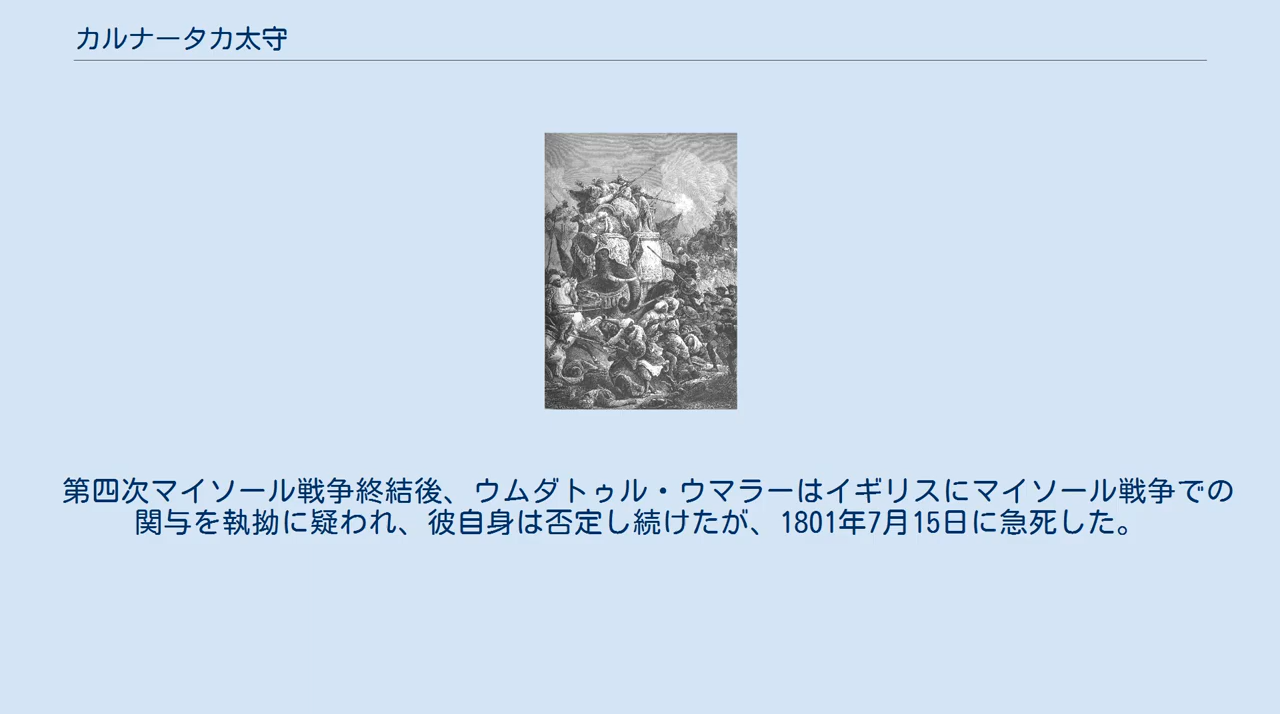 カルナータカ太守
第四次マイソール戦争終結後、ウムダトゥル・ウマラーはイギリスにマイソール戦争での
関与を執拗に疑われ、彼自身は否定し続けたが、1801年7月15日に急死した。